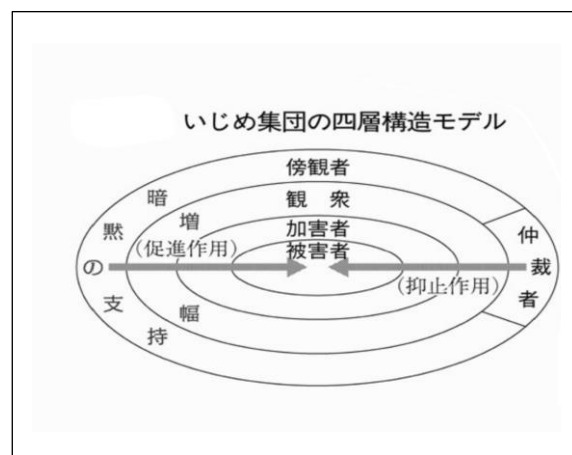 いじめ集団の四層構造モデル
傍観者
観衆
加害者
被害者
暗黙の支持
増幅
(促進作用)
(抑止作用)
仲裁者